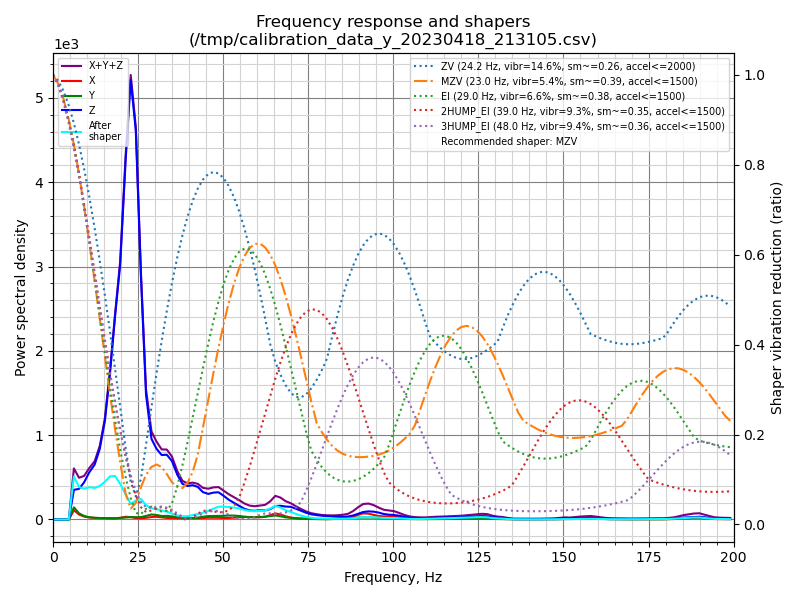 Frequency response and shapers
(/tmp/calibration_data_y_20230418_213105.csv)
1e3
X+Y+Z
X
Y
Z
After
shaper
ZV (24.2 Hz, vibr=14.6%, sm~=0.26, accel<=2000)
MZV (23.0 Hz, vibr=5.4%, sm~=0.39, accel<=1500)
EI (29.0 Hz, vibr=6.6%, sm~=0.38, accel<=1500)
2HUMP_EI (39.0 Hz, vibr=9.3%, sm~=0.35, accel<=1500)
3HUMP_EI (48.0 Hz, vibr=9.4%, sm~=0.36, accel<=1500)
Recommended shaper: MZV
Power spectral density
5
4
3
2
1
0
Shaper vibration reduction (ratio)
1.0
0.8
0.6
0.4
0.2
0.0
0 25 50 75 100 125 150 175 200
Frequency, Hz